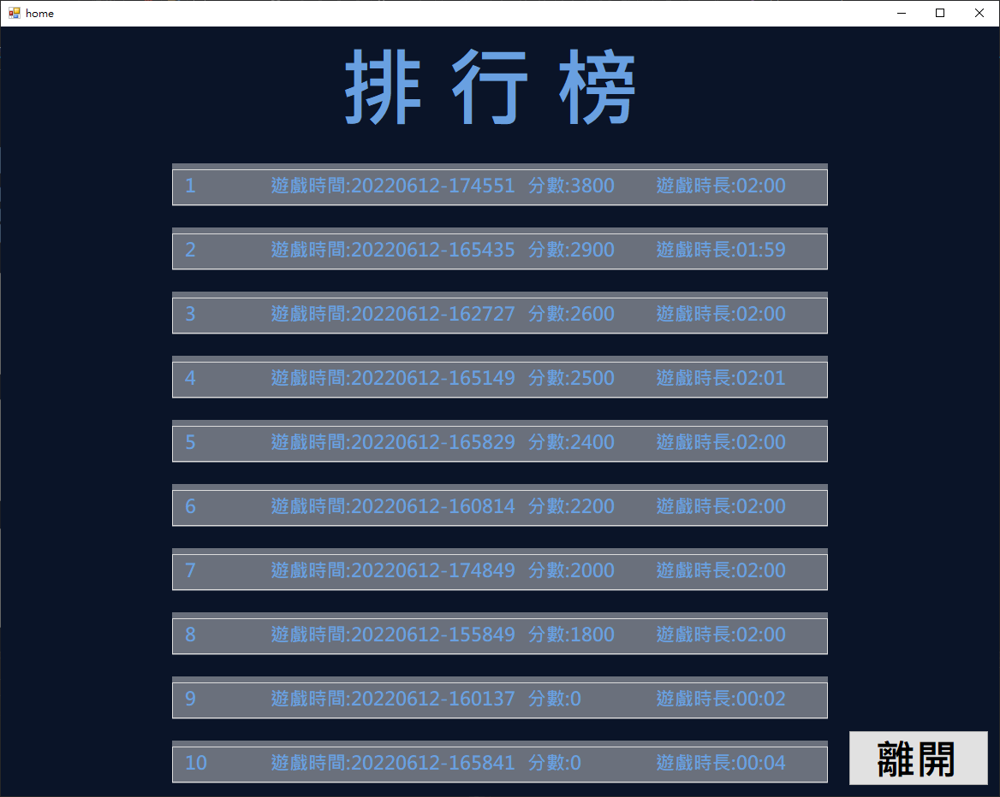 home
排 行 榜
1 遊戲時間:20220612-174551 分數:3800 遊戲時長:02:00
2 遊戲時間:20220612-165435 分數:2900 遊戲時長:01:59
3 遊戲時間:20220612-162727 分數:2600 遊戲時長:02:00
4 遊戲時間:20220612-165149 分數:2500 遊戲時長:02:01
5 遊戲時間:20220612-165829 分數:2400 遊戲時長:02:00
6 遊戲時間:20220612-160814 分數:2200 遊戲時長:02:00
7 遊戲時間:20220612-174849 分數:2000 遊戲時長:02:00
8 遊戲時間:20220612-155849 分數:1800 遊戲時長:02:00
9 遊戲時間:20220612-160137 分數:0 遊戲時長:00:02
10 遊戲時間:20220612-165841 分數:0 遊戲時長:00:04
離開